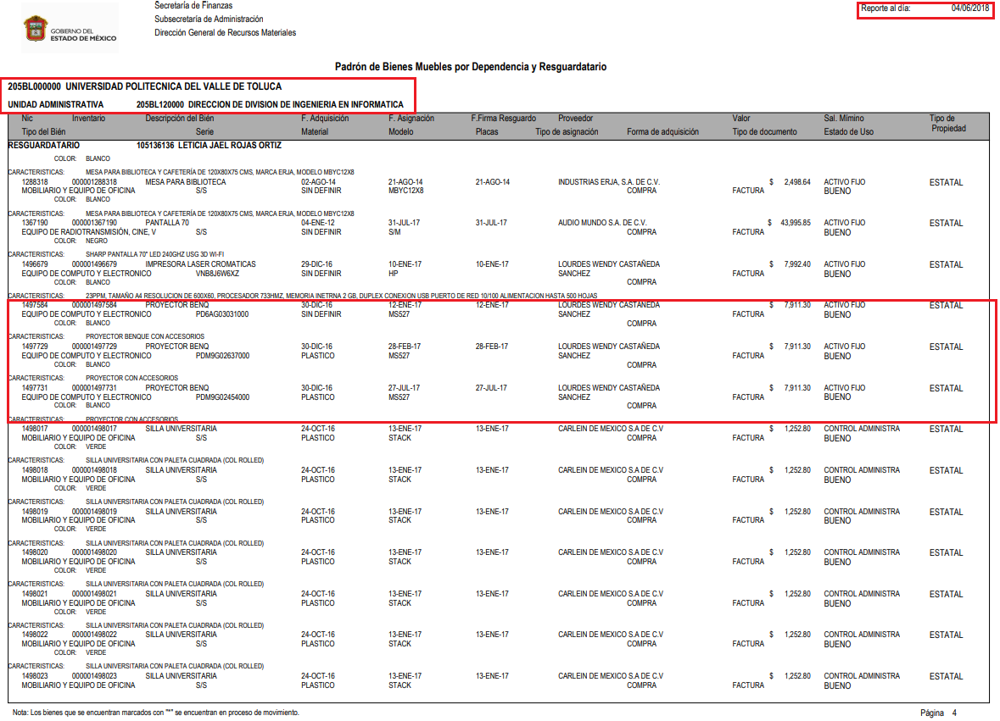 Secretaría de Finanzas
Subsecretaría de Administración
Dirección General de Recursos Materiales
GOBIERNO DEL
ESTADO DE MÉXICO
Reporte al día: 04/06/2018
Padrón de Bienes Muebles por Dependencia y Resguardatario
205BL000000 UNIVERSIDAD POLITECNICA DEL VALLE DE TOLUCA
UNIDAD ADMINISTRATIVA 205BL120000 DIRECCION DE DIVISION DE INGENIERIA EN INFORMATICA
Nic Inventario Descripción del Bién F. Adquisición F. Asignación F.Firma Resguardo Proveedor Valor Sal. Mímino Tipo de
Tipo del Bién Serie Material Modelo Placas Tipo de asignación Forma de adquisición Tipo de documento Estado de Uso Propiedad
RESGUARDATARIO 105136136 LETICIA JAEL ROJAS ORTIZ
COLOR: BLANCO
CARACTERISTICAS: MESA PARA BIBLIOTECA Y CAFETERÍA DE 120X80X75 CMS, MARCA ERJA, MODELO MBYC12X8
1288318 000001288318 MESA PARA BIBLIOTECA 02-AGO-14 21-AGO-14 21-AGO-14 INDUSTRIAS ERJA, S.A. DE C.V. $ 2,498.64 ACTIVO FIJO ESTATAL
MOBILIARIO Y EQUIPO DE OFICINA S/S SIN DEFINIR MBYC12X8 COMPRA FACTURA BUENO
COLOR: BLANCO
CARACTERISTICAS: MESA PARA BIBLIOTECA Y CAFETERÍA DE 120X80X75 CMS, MARCA ERJA, MODELO MBYC12X8
1367190 000001367190 PANTALLA 70 04-ENE-12 31-JUL-17 31-JUL-17 AUDIO MUNDO S.A. DE C.V. $ 43,995.85 ACTIVO FIJO ESTATAL
EQUIPO DE RADIOTRANSMISIÓN, CINE, V S/S SIN DEFINIR S/M COMPRA FACTURA BUENO
COLOR: NEGRO
CARACTERISTICAS: SHARP PANTALLA 70" LED 240GHZ USG 3D WI-FI
1496679 000001496679 IMPRESORA LASER CROMATICAS 29-DIC-16 10-ENE-17 10-ENE-17 LOURDES WENDY CASTAÑEDA $ 7,992.40 ACTIVO FIJO ESTATAL
EQUIPO DE COMPUTO Y ELECTRONICO VNB8J6W6XZ SIN DEFINIR HP SANCHEZ FACTURA BUENO
COLOR: BLANCO COMPRA
CARACTERISTICAS: 23PPM, TAMAÑO A4 RESOLUCION DE 600X60, PROCESADOR 733HMZ, MEMORIA INETRNA 2 GB, DUPLEX CONEXION USB PUERTO DE RED 10/100 ALIMENTACION HASTA 500 HOJAS
1497584 000001497584 PROYECTOR BENQ 30-DIC-16 12-ENE-17 12-ENE-17 LOURDES WENDY CASTAÑEDA $ 7,911.30 ACTIVO FIJO ESTATAL
EQUIPO DE COMPUTO Y ELECTRONICO PD6AG03031000 SIN DEFINIR MS527 SANCHEZ FACTURA BUENO
COLOR: BLANCO COMPRA
CARACTERISTICAS: PROYECTOR BENQUE CON ACCESORIOS
1497729 000001497729 PROYECTOR BENQ 30-DIC-16 28-FEB-17 28-FEB-17 LOURDES WENDY CASTAÑEDA $ 7,911.30 ACTIVO FIJO ESTATAL
EQUIPO DE COMPUTO Y ELECTRONICO PDM9G02637000 PLASTICO MS527 SANCHEZ FACTURA BUENO
COLOR: BLANCO COMPRA
CARACTERISTICAS: PROYECTOR CON ACCESORIOS
1497731 000001497731 PROYECTOR BENQ 30-DIC-16 27-JUL-17 27-JUL-17 LOURDES WENDY CASTAÑEDA $ 7,911.30 ACTIVO FIJO ESTATAL
EQUIPO DE COMPUTO Y ELECTRONICO PDM9G02454000 PLASTICO MS527 SANCHEZ FACTURA BUENO
COLOR: BLANCO COMPRA
CARACTERISTICAS: PROYECTOR CON ACCESORIOS
1498017 000001498017 SILLA UNIVERSITARIA 24-OCT-16 13-ENE-17 13-ENE-17 CARLEIN DE MEXICO S.A DE C.V $ 1,252.80 CONTROL ADMINISTRA ESTATAL
MOBILIARIO Y EQUIPO DE OFICINA S/S PLASTICO STACK COMPRA FACTURA BUENO
COLOR: VERDE
CARACTERISTICAS: SILLA UNIVERSITARIA CON PALETA CUADRADA (COL ROLLED)
1498018 000001498018 SILLA UNIVERSITARIA 24-OCT-16 13-ENE-17 13-ENE-17 CARLEIN DE MEXICO S.A DE C.V $ 1,252.80 CONTROL ADMINISTRA ESTATAL
MOBILIARIO Y EQUIPO DE OFICINA S/S PLASTICO STACK COMPRA FACTURA BUENO
COLOR: VERDE
CARACTERISTICAS: SILLA UNIVERSITARIA CON PALETA CUADRADA (COL ROLLED)
1498019 000001498019 SILLA UNIVERSITARIA 24-OCT-16 13-ENE-17 13-ENE-17 CARLEIN DE MEXICO S.A DE C.V $ 1,252.80 CONTROL ADMINISTRA ESTATAL
MOBILIARIO Y EQUIPO DE OFICINA S/S PLASTICO STACK COMPRA FACTURA BUENO
COLOR: VERDE
CARACTERISTICAS: SILLA UNIVERSITARIA CON PALETA CUADRADA (COL ROLLED)
1498020 000001498020 SILLA UNIVERSITARIA 24-OCT-16 13-ENE-17 13-ENE-17 CARLEIN DE MEXICO S.A DE C.V $ 1,252.80 CONTROL ADMINISTRA ESTATAL
MOBILIARIO Y EQUIPO DE OFICINA S/S PLASTICO STACK COMPRA FACTURA BUENO
COLOR: VERDE
CARACTERISTICAS: SILLA UNIVERSITARIA CON PALETA CUADRADA (COL ROLLED)
1498021 000001498021 SILLA UNIVERSITARIA 24-OCT-16 13-ENE-17 13-ENE-17 CARLEIN DE MEXICO S.A DE C.V $ 1,252.80 CONTROL ADMINISTRA ESTATAL
MOBILIARIO Y EQUIPO DE OFICINA S/S PLASTICO STACK COMPRA FACTURA BUENO
COLOR: VERDE
CARACTERISTICAS: SILLA UNIVERSITARIA CON PALETA CUADRADA (COL ROLLED)
1498022 000001498022 SILLA UNIVERSITARIA 24-OCT-16 13-ENE-17 13-ENE-17 CARLEIN DE MEXICO S.A DE C.V $ 1,252.80 CONTROL ADMINISTRA ESTATAL
MOBILIARIO Y EQUIPO DE OFICINA S/S PLASTICO STACK COMPRA FACTURA BUENO
COLOR: VERDE
CARACTERISTICAS: SILLA UNIVERSITARIA CON PALETA CUADRADA (COL ROLLED)
1498023 000001498023 SILLA UNIVERSITARIA 24-OCT-16 13-ENE-17 13-ENE-17 CARLEIN DE MEXICO S.A DE C.V $ 1,252.80 CONTROL ADMINISTRA ESTATAL
MOBILIARIO Y EQUIPO DE OFICINA S/S PLASTICO STACK COMPRA FACTURA BUENO
Nota: Los bienes que se encuentran marcados con "*" se encuentran en proceso de movimiento.
Página 4